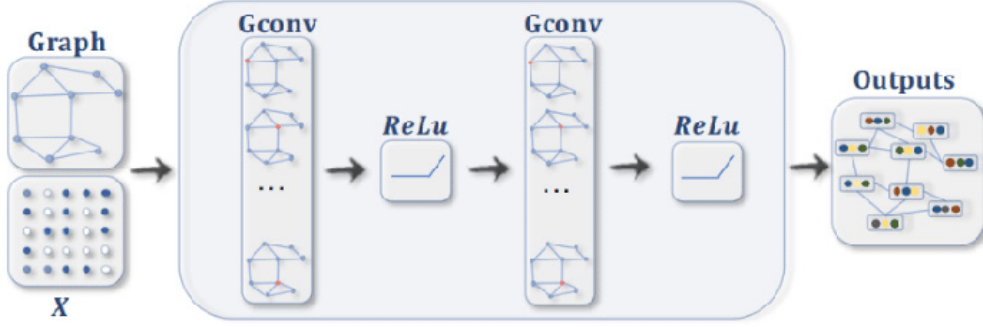 Graph
X
Gconv
...
ReLu
Gconv
...
ReLu
Outputs